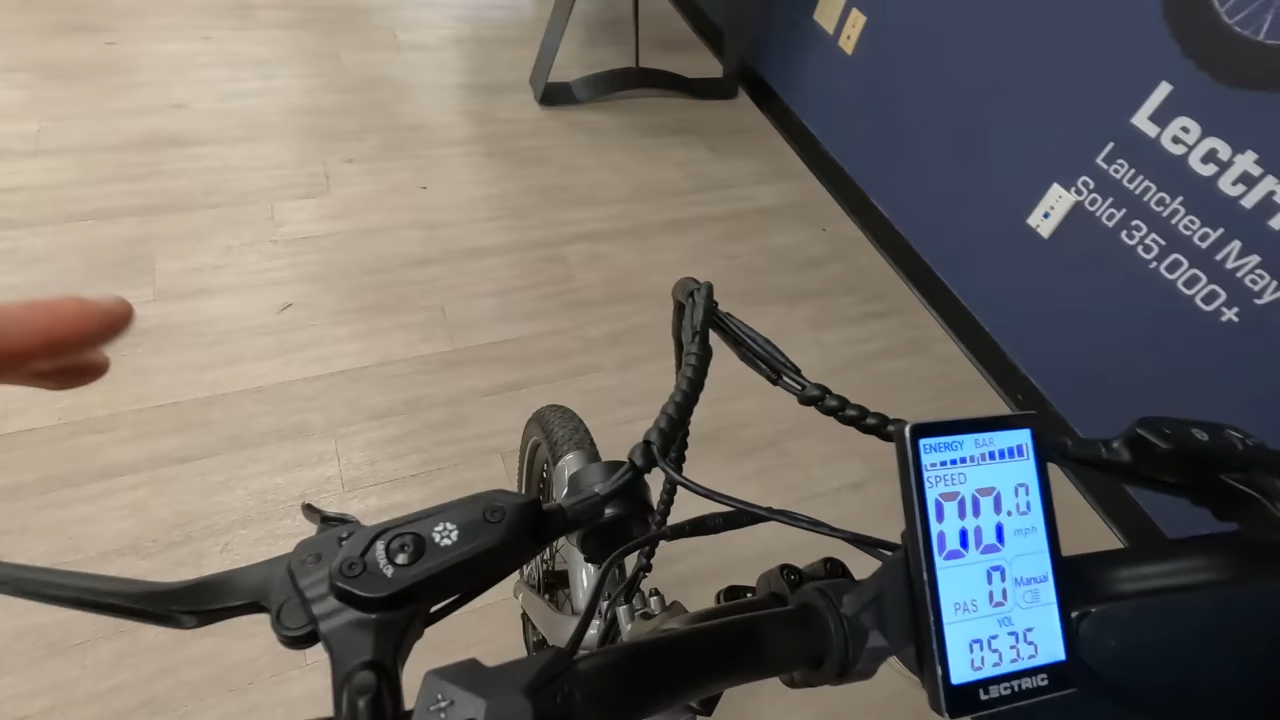 Lectri
Launched May
Sold 35,000+
ENERGY BAR
SPEED
00.0
mph
PAS 0
Manual
VOL
053.5
LECTRIC